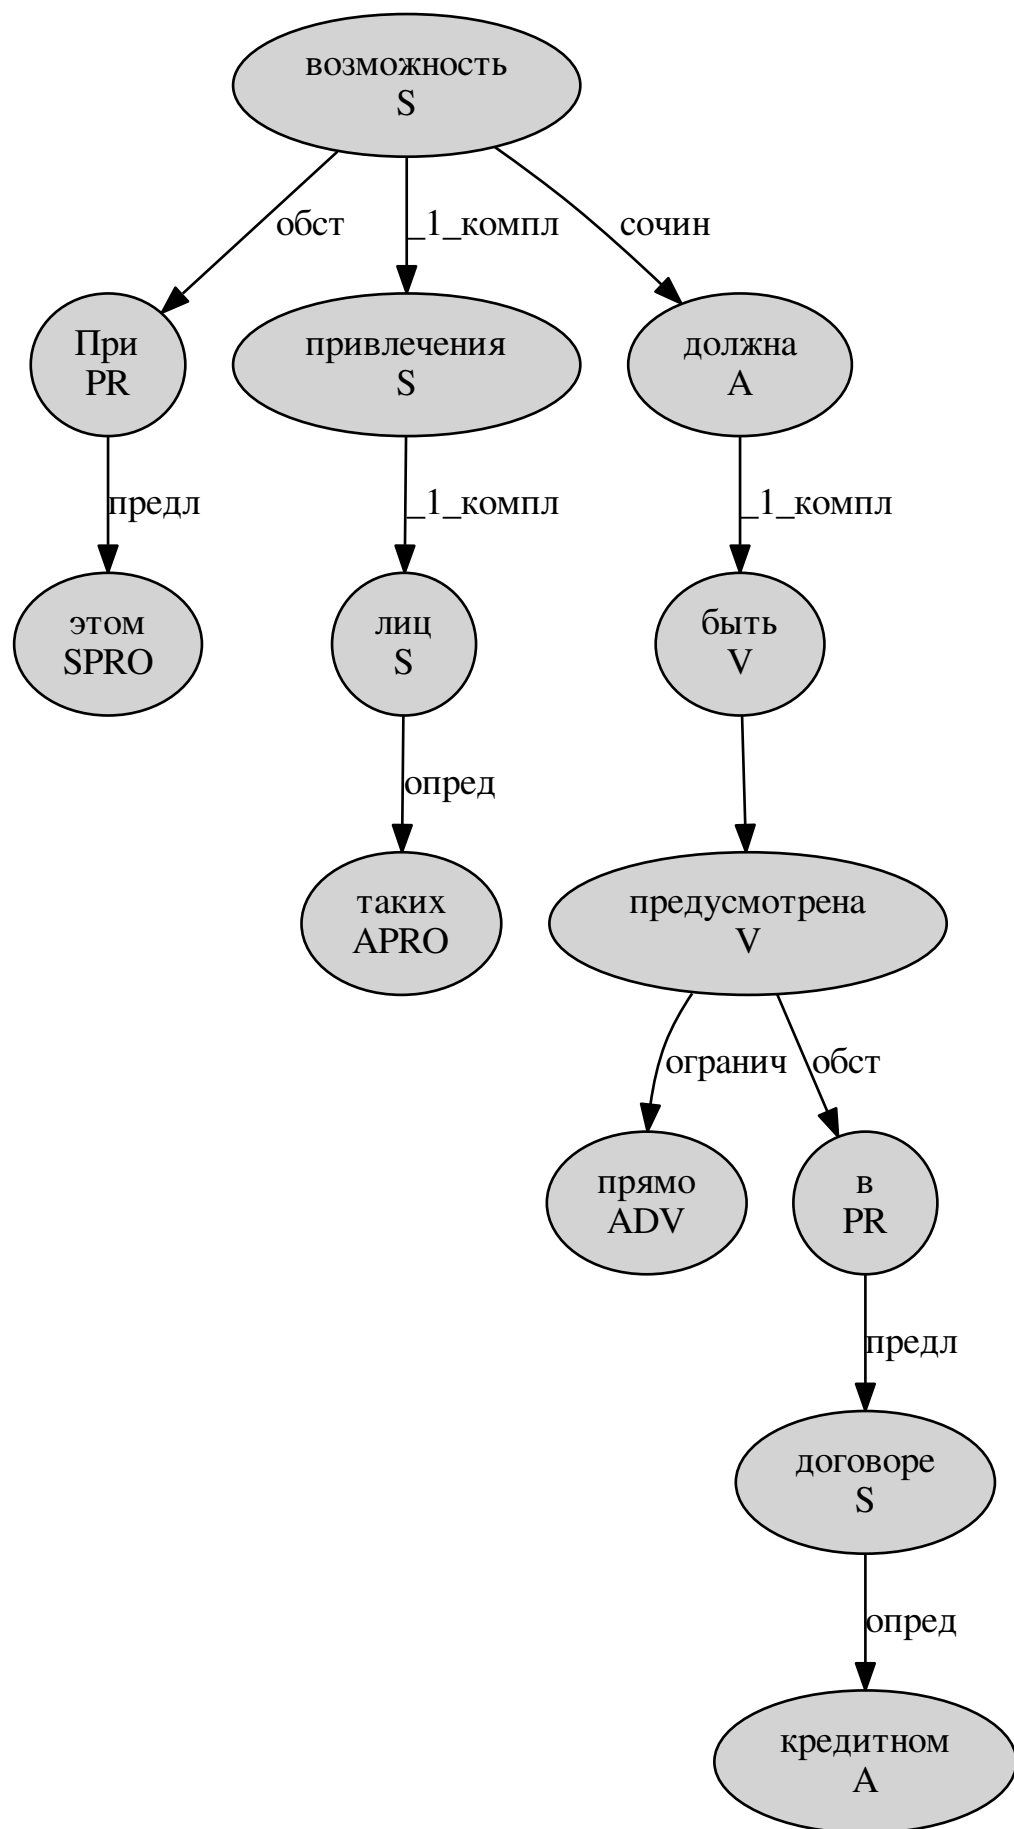 возможность
S
обст
_1_компл
сочин
При
PR
привлечения
S
должна
A
предл
_1_компл
_1_компл
этом
SPRO
лиц
S
быть
V
опред
таких
APRO
предусмотрена
V
огранич
обст
прямо
ADV
в
PR
предл
договоре
S
опред
кредитном
A